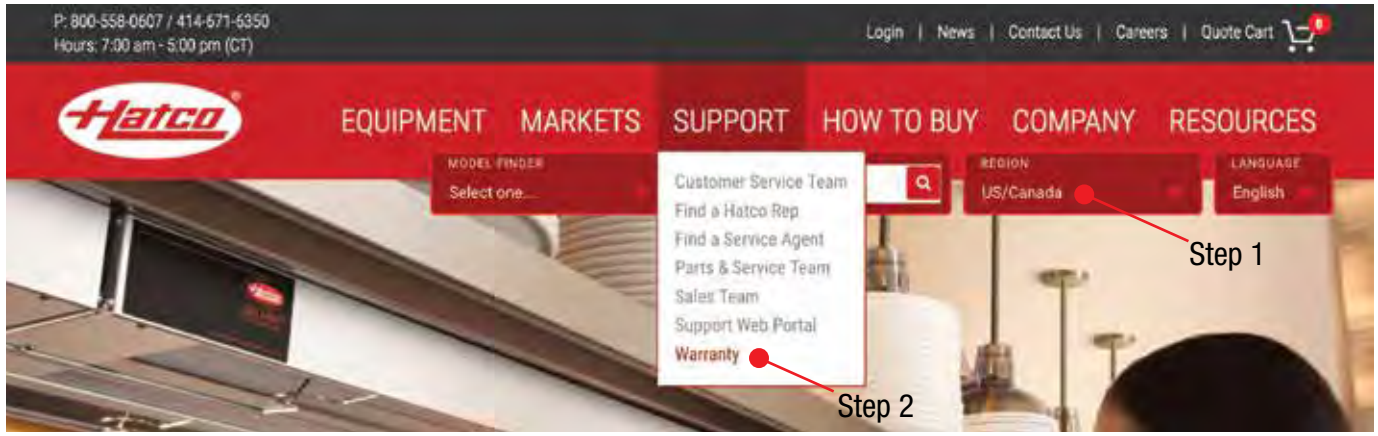 P: 800-558-0607 / 414-671-6350
Hours: 7:00 am - 5:00 pm (CT)
Login | News | Contact Us | Careers | Quote Cart 0
Hatco®
EQUIPMENT MARKETS SUPPORT HOW TO BUY COMPANY RESOURCES
MODEL FINDER
Select one...
REGION
US/Canada
LANGUAGE
English
Customer Service Team
Find a Hatco Rep
Find a Service Agent
Parts & Service Team
Sales Team
Support Web Portal
Warranty
Step 1
Step 2